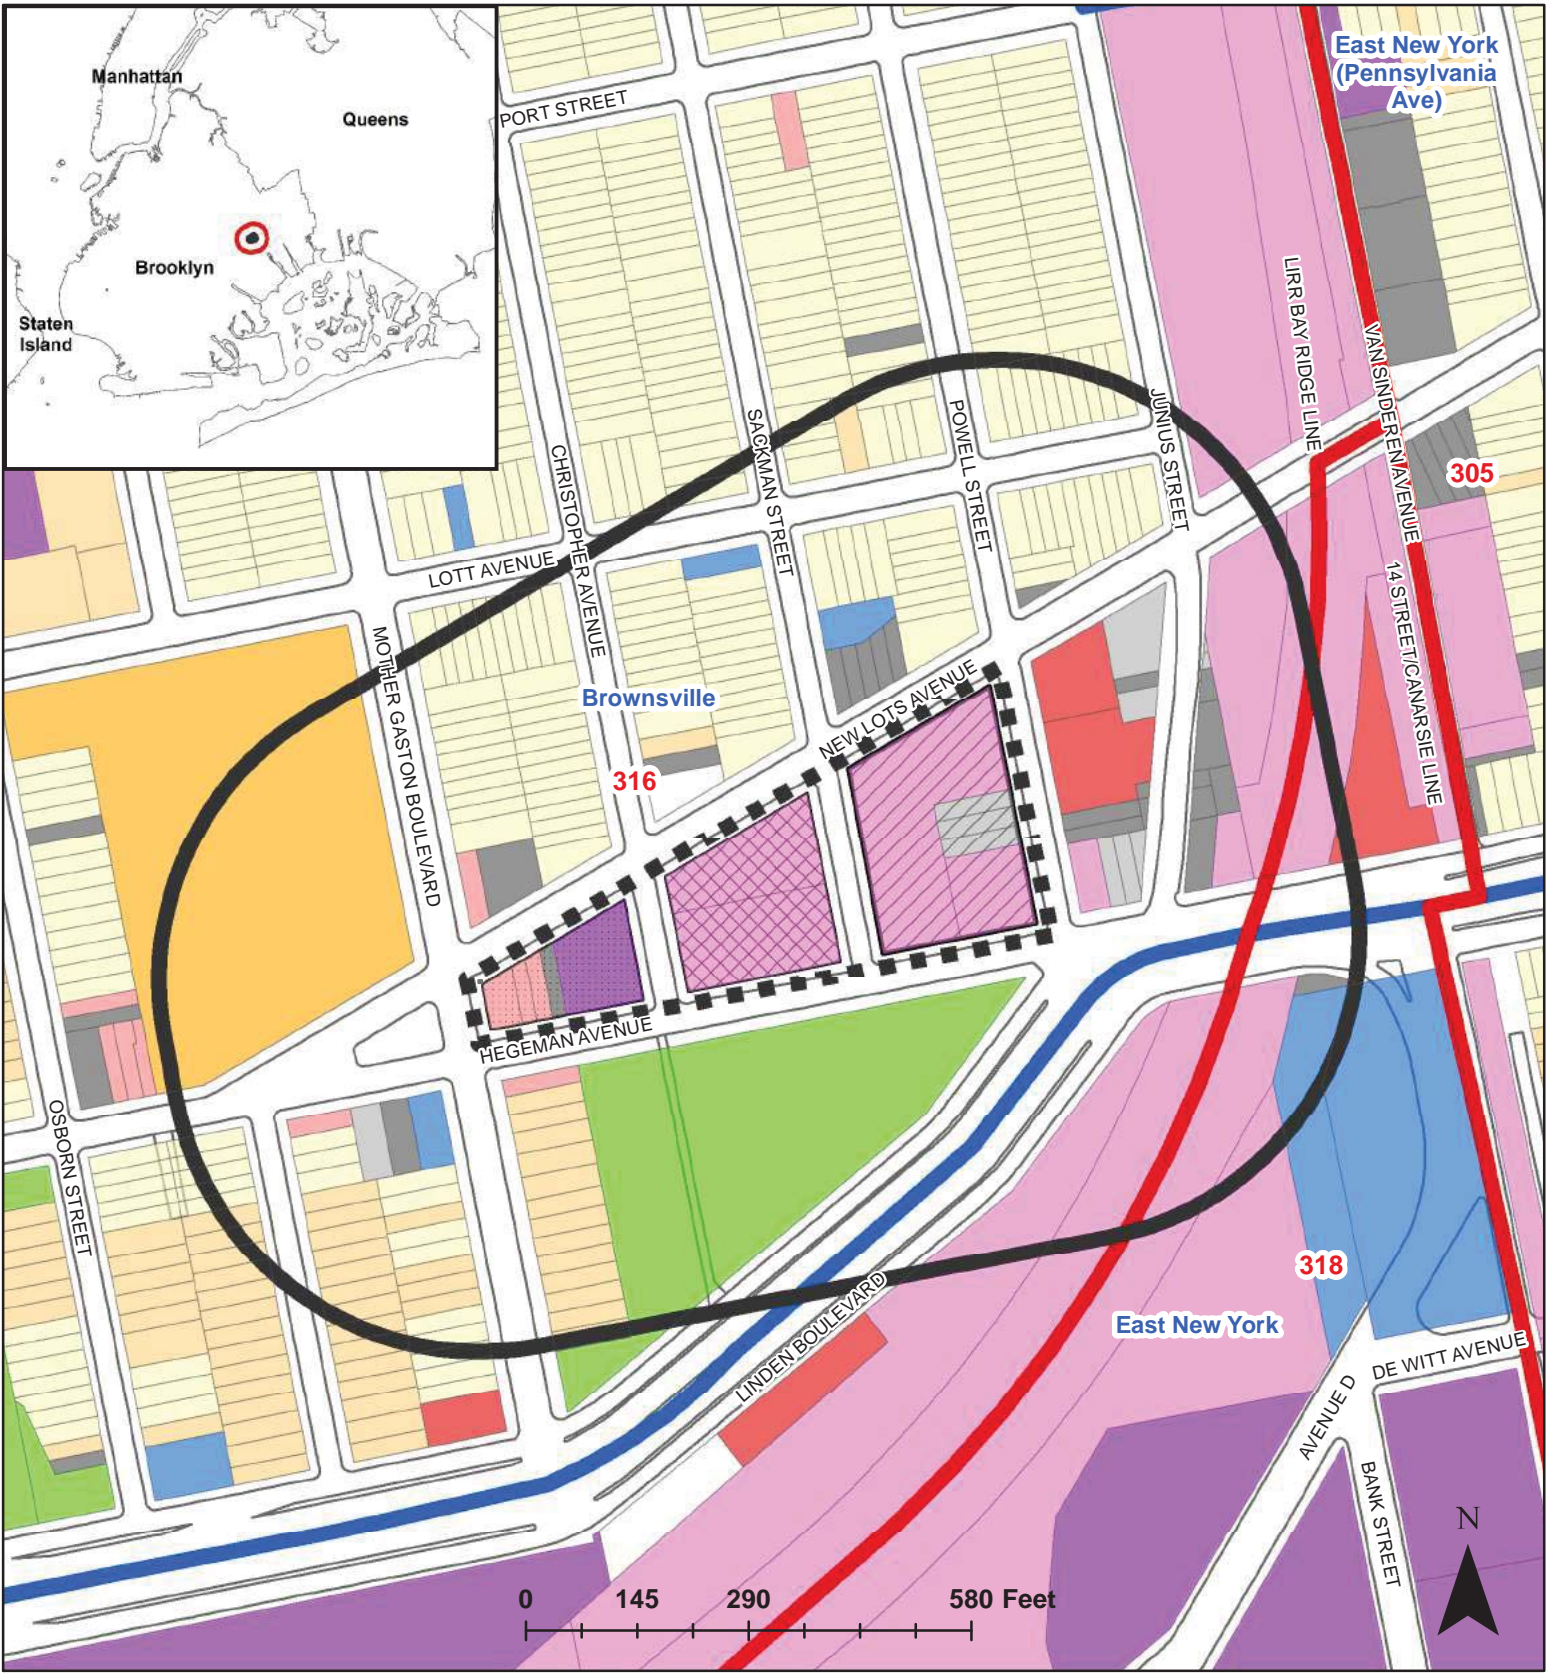 Manhattan
Queens
Brooklyn
Staten
Island
PORT STREET
East New York
(Pennsylvania
Ave)
LIRR BAY RIDGE LINE
VAN SINDEREN AVENUE
JUNIUS STREET
POWELL STREET
SACKMAN STREET
CHRISTOPHER AVENUE
305
LOTT AVENUE
14 STREET/CANARSIE LINE
MOTHER GASTON BOULEVARD
Brownsville
NEW LOTS AVENUE
316
HEGEMAN AVENUE
OSBORN STREET
LINDEN BOULEVARD
318
East New York
DE WITT AVENUE
AVENUE D
BANK STREET
N
0 145 290 580 Feet